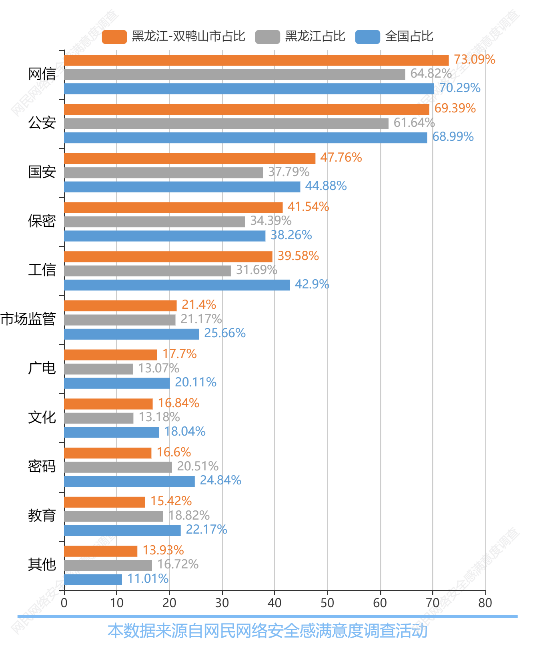 黑龙江-双鸭山市占比 黑龙江占比 全国占比
网信 73.09% 64.82% 70.29%
公安 69.39% 61.64% 68.99%
国安 47.76% 37.79% 44.88%
保密 41.54% 34.39% 38.26%
工信 39.58% 31.69% 42.9%
市场监管 21.4% 21.17% 25.66%
广电 17.7% 13.07% 20.11%
文化 16.84% 13.18% 18.04%
密码 16.6% 20.51% 24.84%
教育 15.42% 18.82% 22.17%
其他 13.93% 16.72% 11.01%
0 10 20 30 40 50 60 70 80
本数据来源自网民网络安全感满意度调查活动